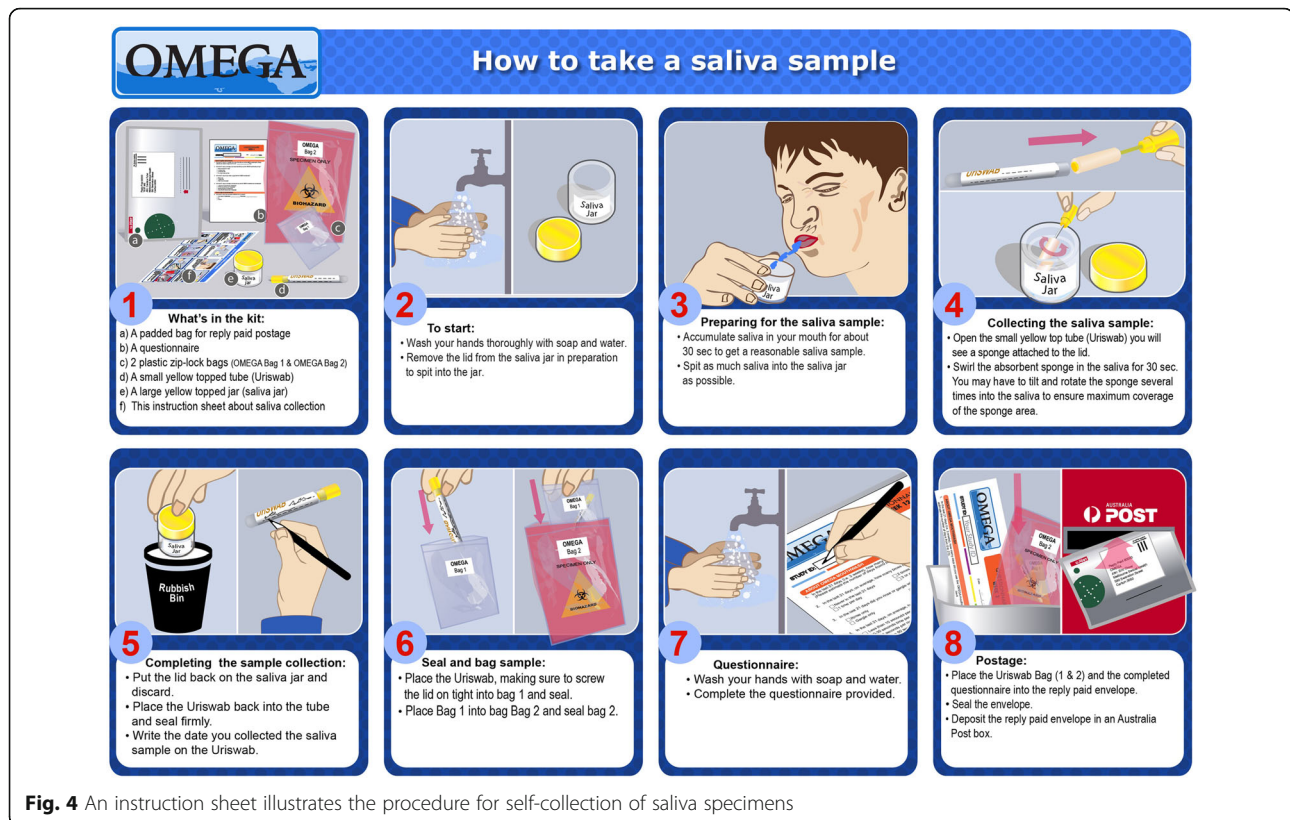 OMEGA
How to take a saliva sample
OMEGA
OMEGA
Bag 2
SPECIMEN ONLY
BIOHAZARD
Saliva
Jar
a
b
c
d
e
f
1
What's in the kit:
a) A padded bag for reply paid postage
b) A questionnaire
c) 2 plastic zip-lock bags (OMEGA Bag 1 & OMEGA Bag 2)
d) A small yellow topped tube (Uriswab)
e) A large yellow topped jar (saliva jar)
f) This instruction sheet about saliva collection
Saliva
Jar
2
To start:
• Wash your hands thoroughly with soap and water.
• Remove the lid from the saliva jar in preparation
to spit into the jar.
Saliva
Jar
3
Preparing for the saliva sample:
• Accumulate saliva in your mouth for about
30 sec to get a reasonable saliva sample.
• Spit as much saliva into the saliva jar
as possible.
UriSWAB
Saliva
Jar
4
Collecting the saliva sample:
• Open the small yellow top tube (Uriswab) you will
see a sponge attached to the lid.
• Swirl the absorbent sponge in the saliva for 30 sec.
You may have to tilt and rotate the sponge several
times into the saliva to ensure maximum coverage
of the sponge area.
Saliva
Jar
Rubbish
Bin
UriSWAB
5
Completing the sample collection:
• Put the lid back on the saliva jar and
discard.
• Place the Uriswab back into the tube
and seal firmly.
• Write the date you collected the saliva
sample on the Uriswab.
OMEGA
Bag 1
OMEGA
Bag 1
OMEGA
Bag 2
SPECIMEN ONLY
BIOHAZARD
6
Seal and bag sample:
• Place the Uriswab, making sure to screw
the lid on tight into bag 1 and seal.
• Place Bag 1 into bag Bag 2 and seal bag 2.
OMEGA
STUDY ID:
7
Questionnaire:
• Wash your hands with soap and water.
• Complete the questionnaire provided.
OMEGA
OMEGA
Bag 2
SPECIMEN ONLY
AUSTRALIA
POST
8
Postage:
• Place the Uriswab Bag (1 & 2) and the completed
questionnaire into the reply paid envelope.
• Seal the envelope.
• Deposit the reply paid envelope in an Australia
Post box.
Fig. 4 An instruction sheet illustrates the procedure for self-collection of saliva specimens